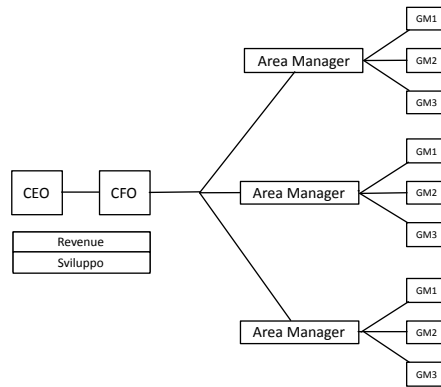 GM1
Area Manager
GM2
GM3
GM1
CEO
CFO
Area Manager
GM2
GM3
Revenue
Sviluppo
GM1
Area Manager
GM2
GM3